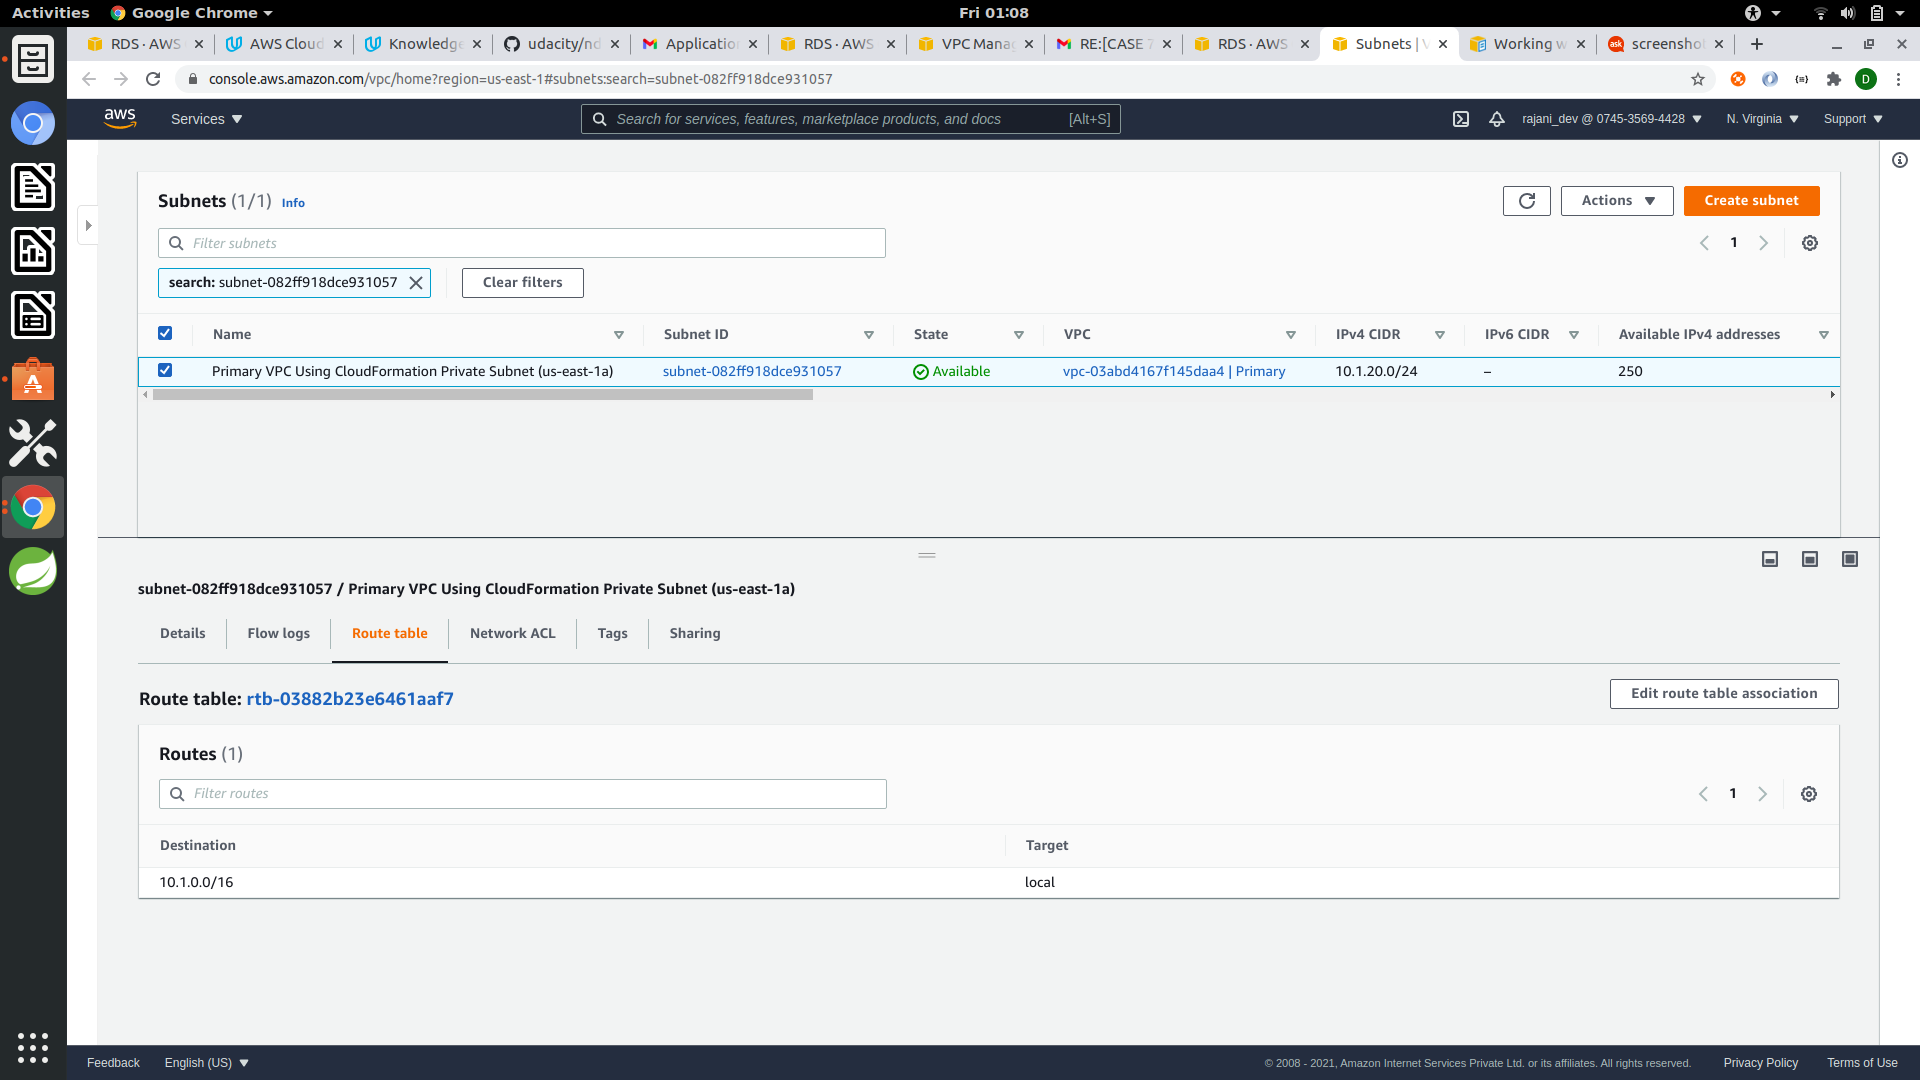 Activities
Google Chrome
Fri 01:08
RDS · AWS
AWS Cloud
Knowledge
udacity/nd
Application
RDS · AWS
VPC Manag
RE:[CASE 7
RDS · AWS
Subnets | V
Working w
screenshot
console.aws.amazon.com/vpc/home?region=us-east-1#subnets:search=subnet-082ff918dce931057
D
aws
Services
Search for services, features, marketplace products, and docs
[Alt+S]
rajani_dev @ 0745-3569-4428
N. Virginia
Support
Subnets (1/1) Info
Actions
Create subnet
Filter subnets
1
search: subnet-082ff918dce931057
Clear filters
Name
Subnet ID
State
VPC
IPv4 CIDR
IPv6 CIDR
Available IPv4 addresses
Primary VPC Using CloudFormation Private Subnet (us-east-1a)
subnet-082ff918dce931057
Available
vpc-03abd4167f145daa4 | Primary
10.1.20.0/24
–
250
subnet-082ff918dce931057 / Primary VPC Using CloudFormation Private Subnet (us-east-1a)
Details
Flow logs
Route table
Network ACL
Tags
Sharing
Route table: rtb-03882b23e6461aaf7
Edit route table association
Routes (1)
Filter routes
1
Destination
Target
10.1.0.0/16
local
Feedback
English (US)
© 2008 - 2021, Amazon Internet Services Private Ltd. or its affiliates. All rights reserved.
Privacy Policy
Terms of Use